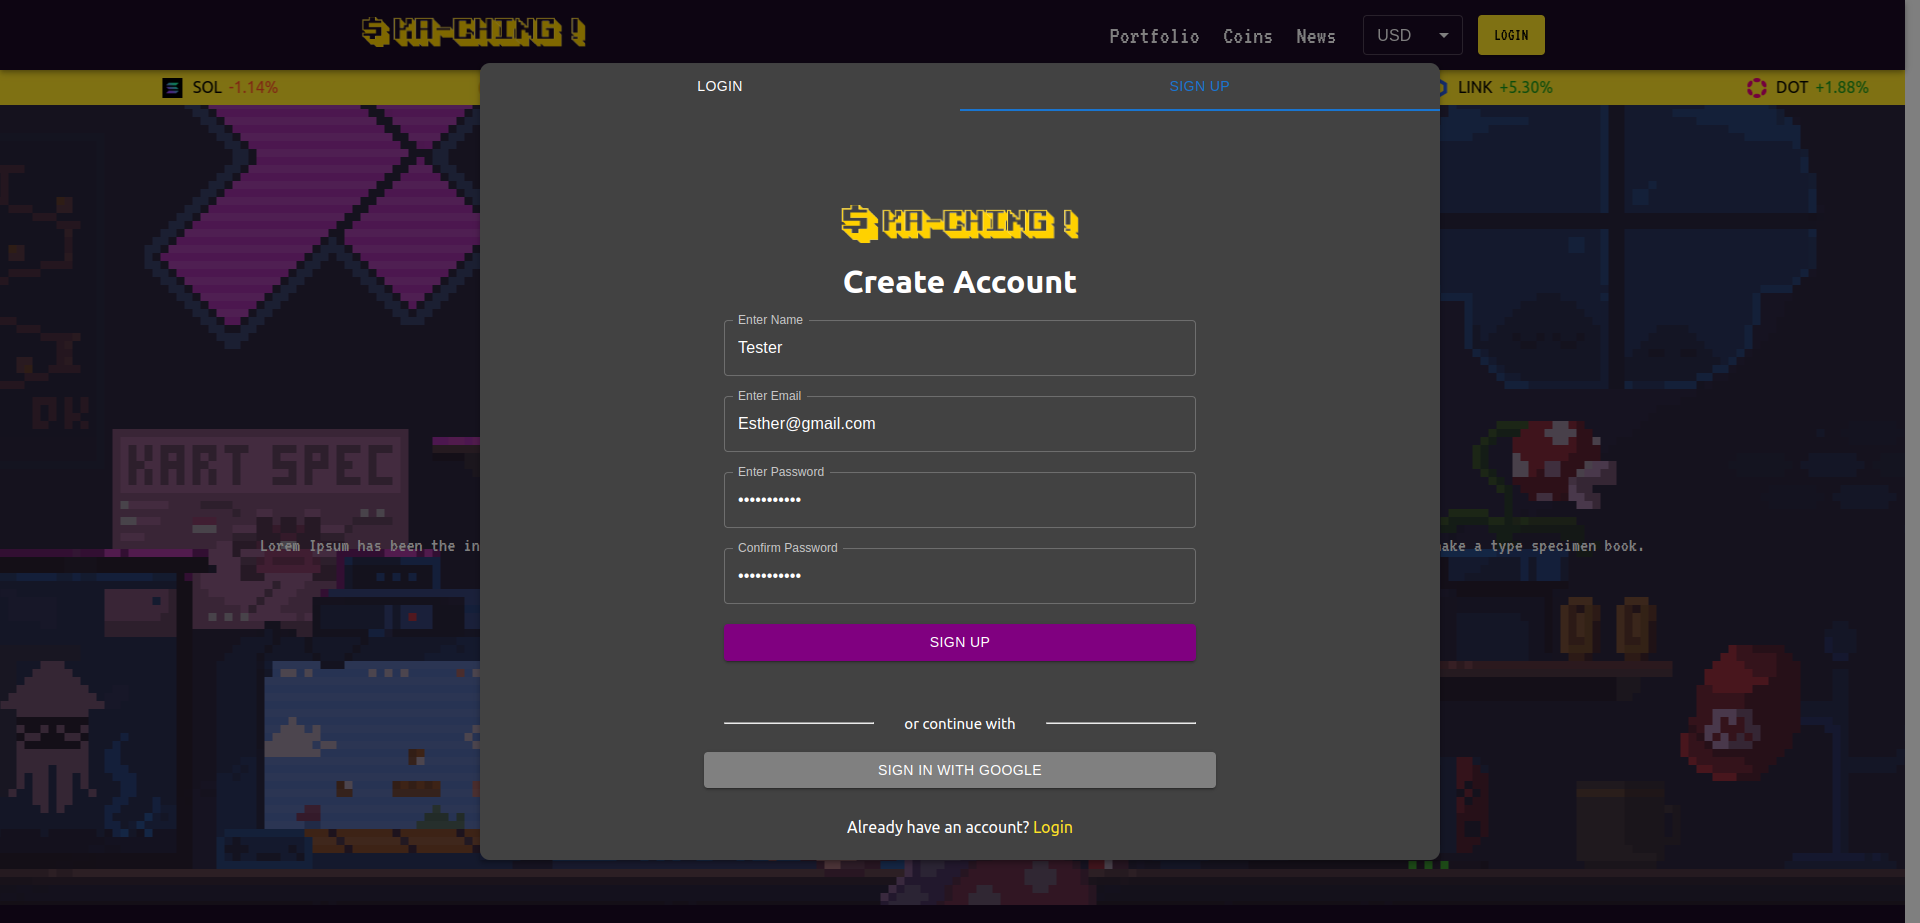 $ KA-CHING !
Portfolio Coins News USD LOGIN
SOL -1.14%
LINK +5.30%
DOT +1.88%
LOGIN
SIGN UP
$ KA-CHING !
Create Account
Enter Name
Tester
Enter Email
Esther@gmail.com
Enter Password
•••••••••••
Confirm Password
•••••••••••
SIGN UP
or continue with
SIGN IN WITH GOOGLE
Already have an account? Login
DK
KART SPEC
Lorem Ipsum has been the in
ake a type specimen book.